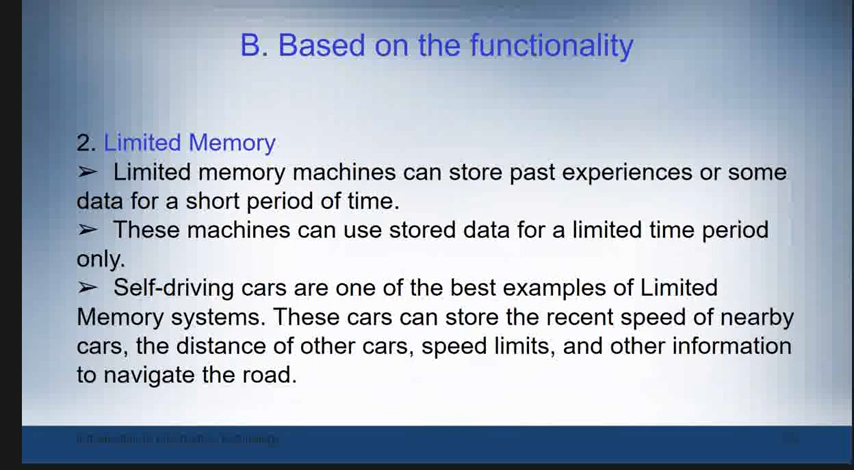 B. Based on the functionality
2. Limited Memory
➢ Limited memory machines can store past experiences or some
data for a short period of time.
➢ These machines can use stored data for a limited time period
only.
➢ Self-driving cars are one of the best examples of Limited
Memory systems. These cars can store the recent speed of nearby
cars, the distance of other cars, speed limits, and other information
to navigate the road.